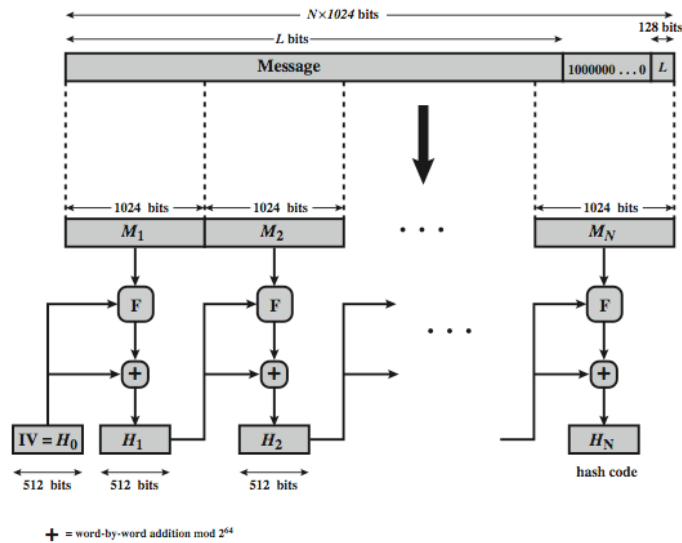 N×1024 bits
L bits
128 bits
Message
1000000 . . . 0
L
1024 bits
1024 bits
1024 bits
M1
M2
• • •
MN
F
F
F
• • •
+
+
+
IV = H0
H1
H2
HN
hash code
512 bits
512 bits
512 bits
+ = word-by-word addition mod 2^64